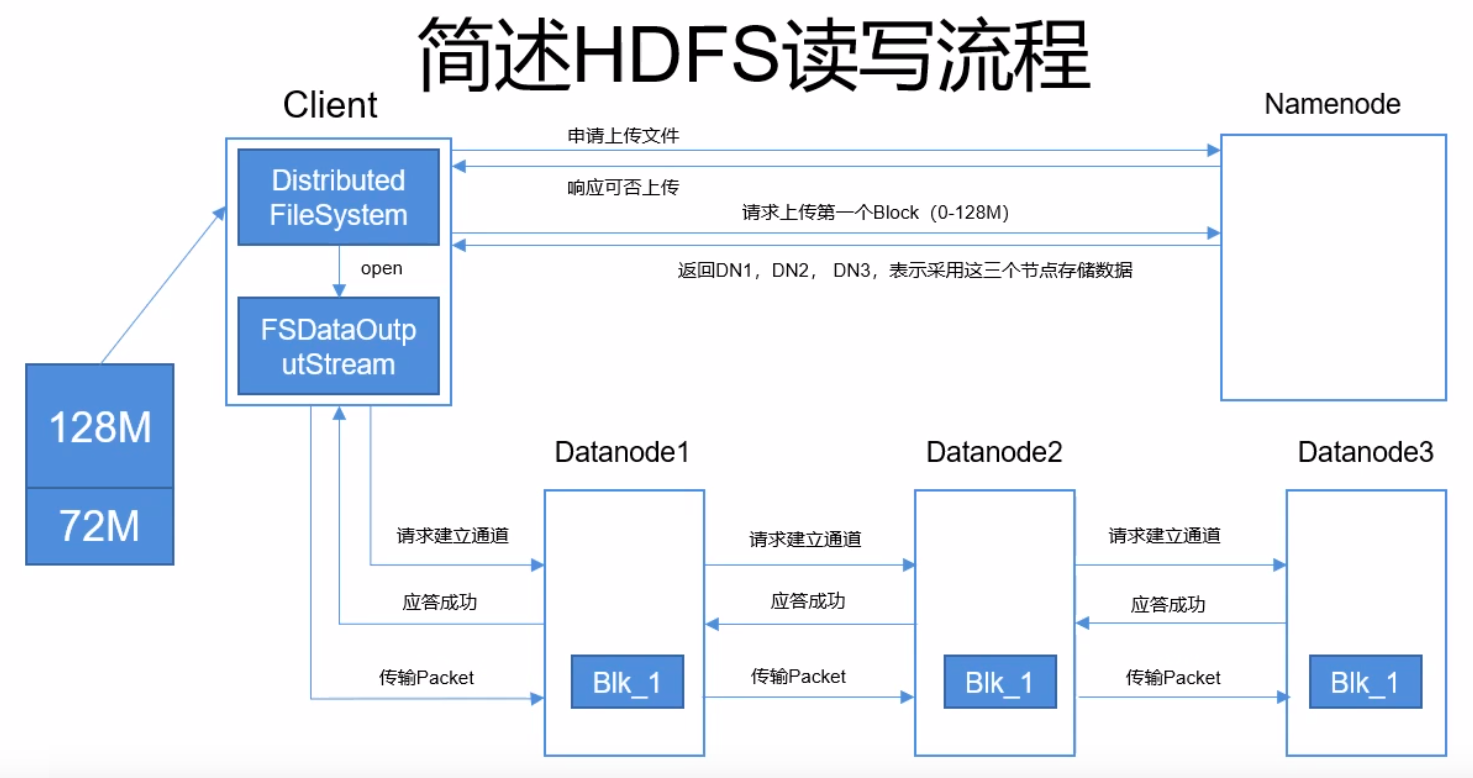 简述HDFS读写流程
Client
Namenode
申请上传文件
Distributed
FileSystem
响应可否上传
请求上传第一个Block（0-128M）
返回DN1，DN2， DN3，表示采用这三个节点存储数据
open
FSDataOutp
utStream
128M
72M
Datanode1
Datanode2
Datanode3
请求建立通道
请求建立通道
请求建立通道
应答成功
应答成功
应答成功
传输Packet
传输Packet
传输Packet
Blk_1
Blk_1
Blk_1